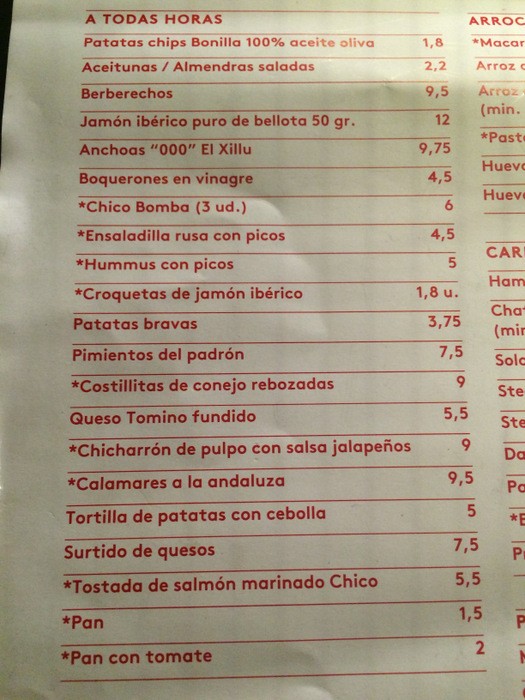 A TODAS HORAS
Patatas chips Bonilla 100% aceite oliva 1,8
Aceitunas / Almendras saladas 2,2
Berberechos 9,5
Jamón ibérico puro de bellota 50 gr. 12
Anchoas "000" El Xillu 9,75
Boquerones en vinagre 4,5
*Chico Bomba (3 ud.) 6
*Ensaladilla rusa con picos 4,5
*Hummus con picos 5
*Croquetas de jamón ibérico 1,8 u.
Patatas bravas 3,75
Pimientos del padrón 7,5
*Costillitas de conejo rebozadas 9
Queso Tomino fundido 5,5
*Chicharrón de pulpo con salsa jalapeños 9
*Calamares a la andaluza 9,5
Tortilla de patatas con cebolla 5
Surtido de quesos 7,5
*Tostada de salmón marinado Chico 5,5
*Pan 1,5
*Pan con tomate 2
Arroz
(min.